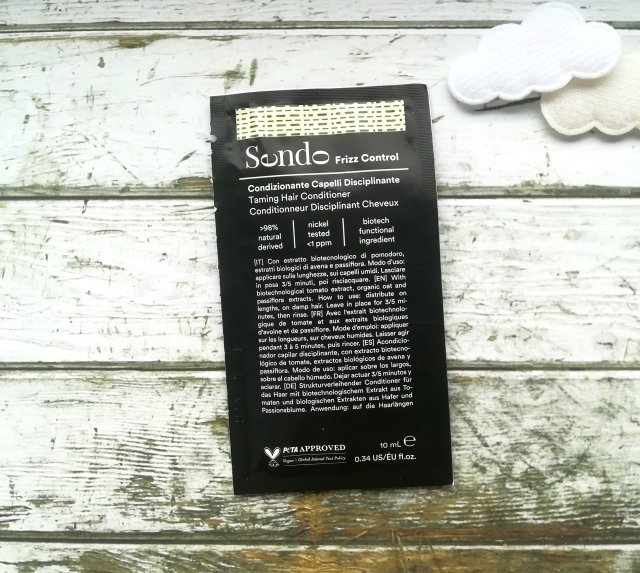 Sendo Frizz Control
Condizionante Capelli Disciplinante
Taming Hair Conditioner
Conditionneur Disciplinant Cheveux
>98% natural derived
nickel tested <1 ppm
biotech functional ingredient
[IT] Con estratto biotecnologico di pomodoro,
estratti biologici di avena e passiflora. Modo d'uso:
applicare sulla lunghezze, sui capelli umidi. Lasciare
in posa 3/5 minuti, poi risciacquare. [EN] With
biotechnological tomato extract, organic oat and
passiflora extracts. How to use: distribute on
lengths, on damp hair. Leave in place for 3/5 mi-
nutes, then rinse. [FR] Avec l'extrait biotechnolo-
gique de tomate et aux extraits biologiques
d'avoine et de passiflore. Mode d'emploi: appliquer
sur les longueurs, sur cheveux humides. Laisser agir
pendant 3 à 5 minutes, puis rincer. [ES] Acondicio-
nador capilar disciplinante, con extracto biotecno-
lógico de tomate, extractos biológicos de avena y
pasiflora. Modo de uso: aplicar sobre los largos,
sobre el cabello húmedo. Dejar actuar 3/5 minutos y
aclarar. [DE] Strukturverleihender Conditioner für
das Haar mit biotechnologischem Extrakt aus To-
maten und biologischen Extrakten aus Hafer und
Passionsblume. Anwendung: auf die Haarlängen
PETA APPROVED
Vegan | Global Animal Test Policy
10 mL e
0.34 US/EU fl.oz.